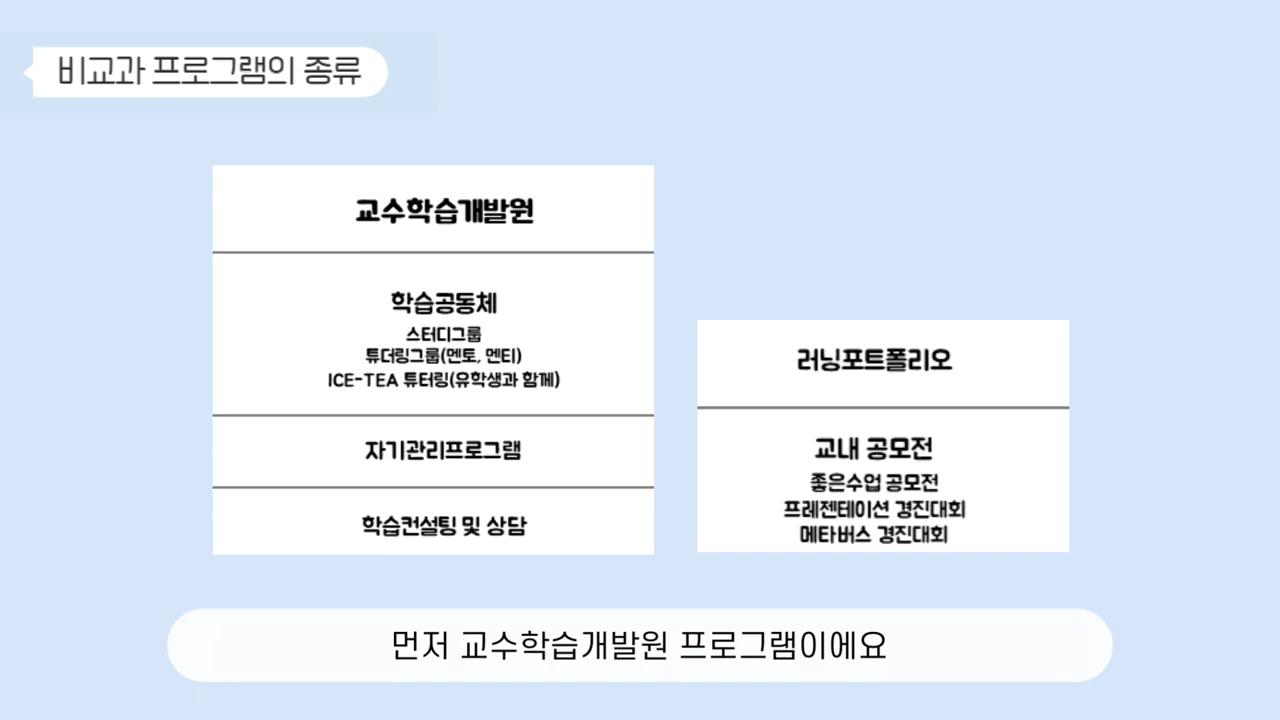 비교과 프로그램의 종류
교수학습개발원
학습공동체
스터디그룹
튜더링그룹(멘토, 멘티)
ICE-TEA 튜터링(유학생과 함께)
자기관리프로그램
학습컨설팅 및 상담
러닝포트폴리오
교내 공모전
좋은수업 공모전
프레젠테이션 경진대회
메타버스 경진대회
먼저 교수학습개발원 프로그램이에요